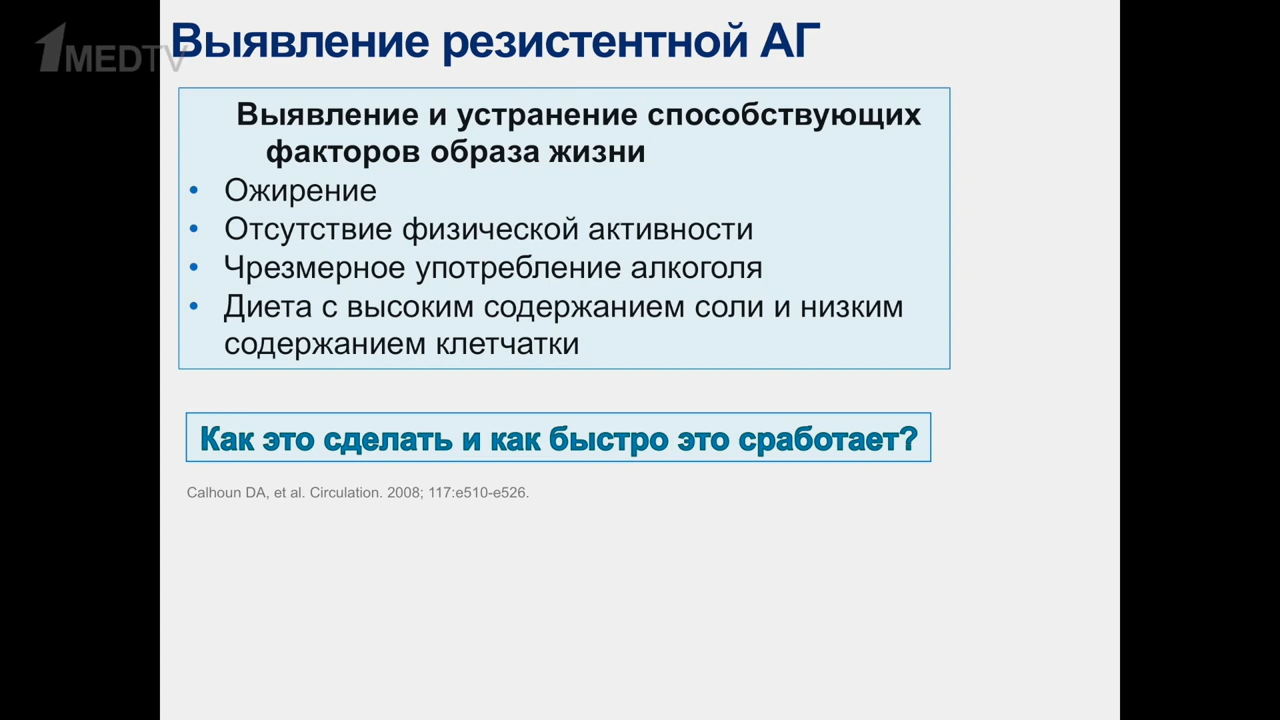 1MEDTV
Выявление резистентной АГ
Выявление и устранение способствующих
факторов образа жизни
• Ожирение
• Отсутствие физической активности
• Чрезмерное употребление алкоголя
• Диета с высоким содержанием соли и низким
содержанием клетчатки
Как это сделать и как быстро это сработает?
Calhoun DA, et al. Circulation. 2008; 117:e510-e526.